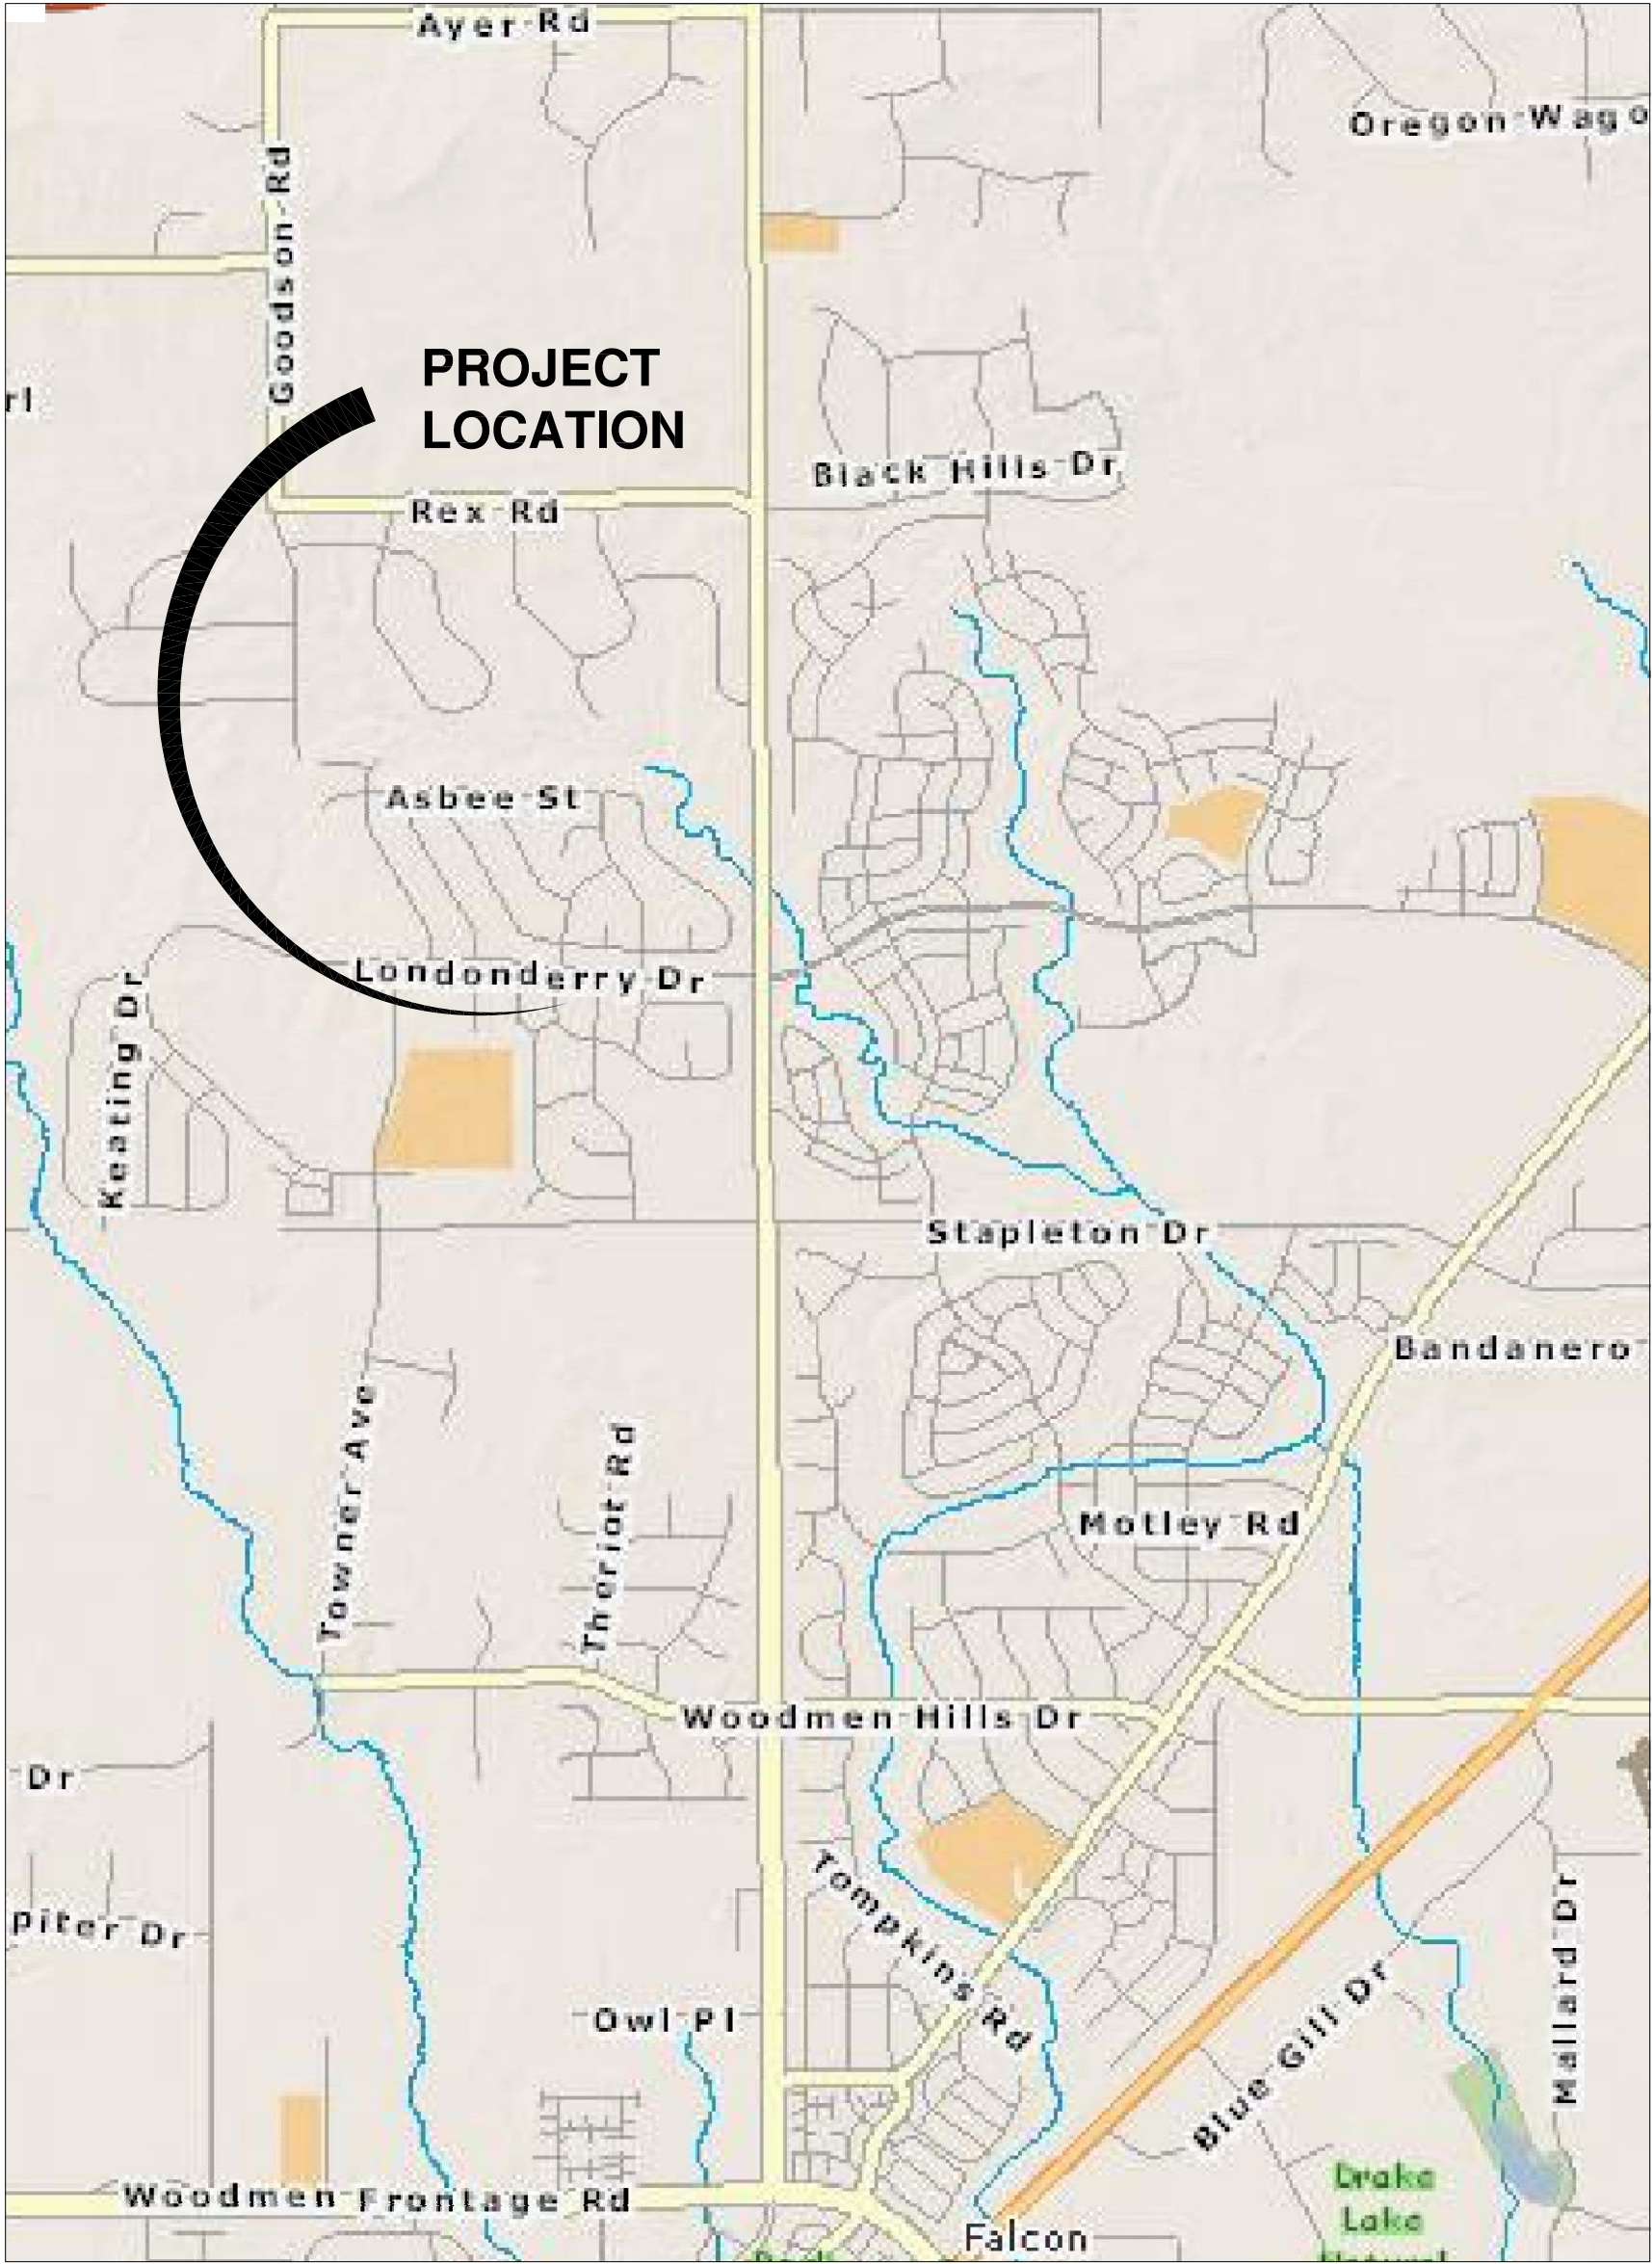 Ayer Rd
Oregon Wago
Goodson Rd
PROJECT
LOCATION
rl
Black Hills Dr
Rex Rd
Asbee St
Londonderry Dr
Keating Dr
Stapleton Dr
Bandanero
Towner Ave
Theriot Rd
Motley Rd
Woodmen Hills Dr
Dr
Tompkins Rd
piter Dr
Mallard Dr
Owl Pl
Blue Gill Dr
Woodmen Frontage Rd
Drake
Lake
Falcon